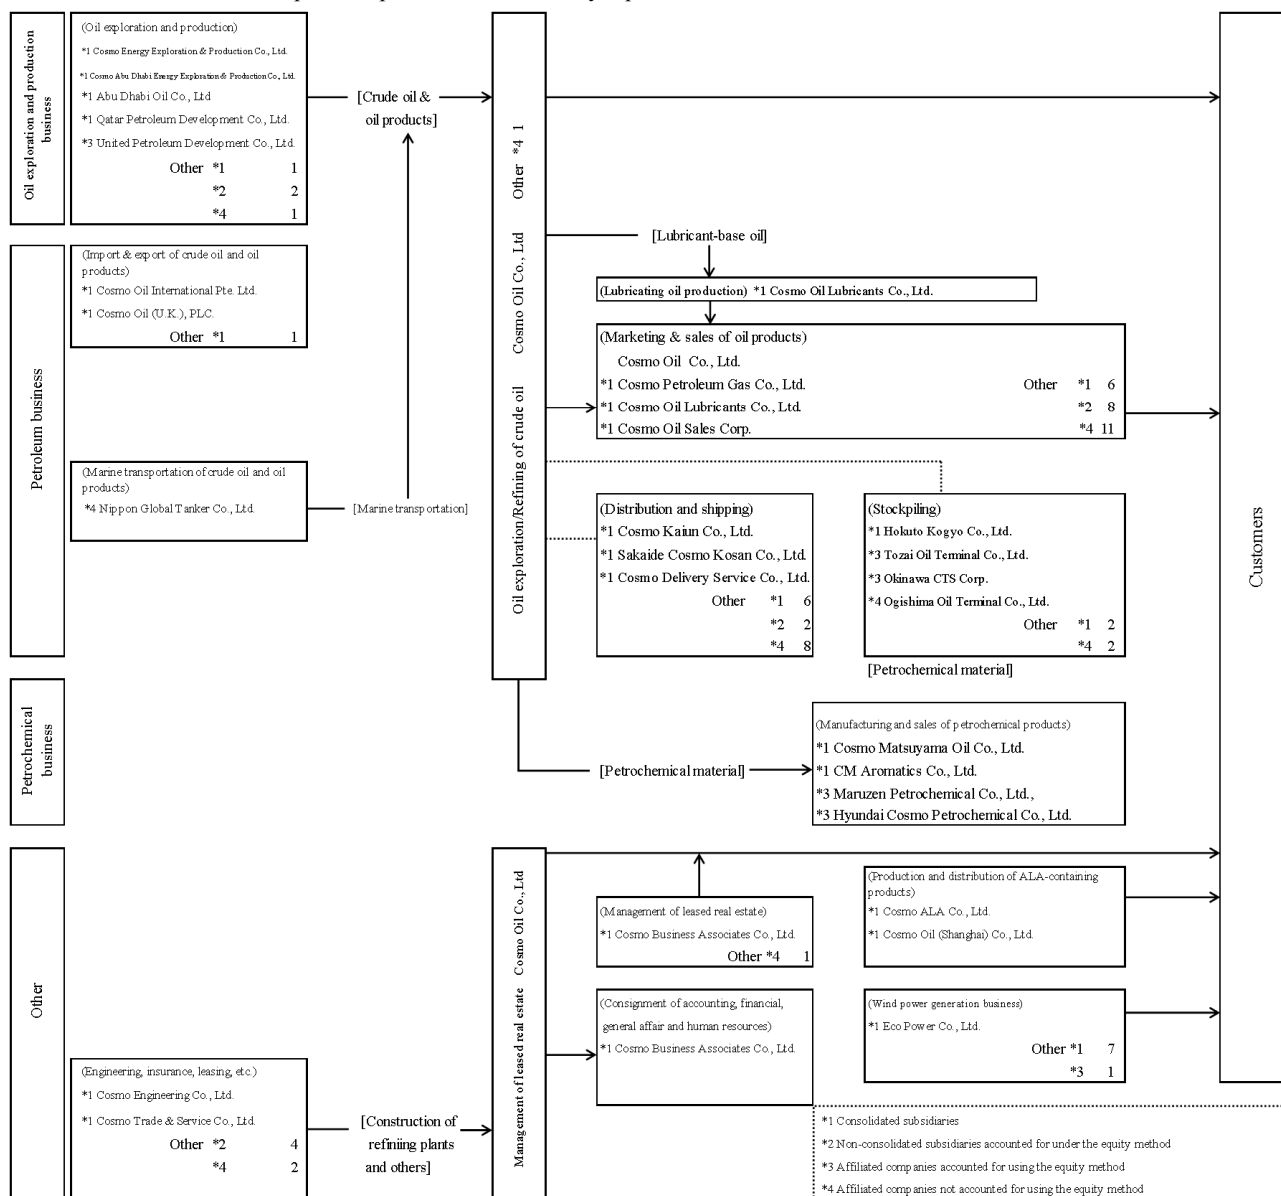 Oil exploration and production
business
(Oil exploration and production)
*1 Cosmo Energy Exploration & Production Co., Ltd.
*1 Cosmo Abu Dhabi Energy Exploration & Production Co., Ltd.
*1 Abu Dhabi Oil Co., Ltd
*1 Qatar Petroleum Development Co., Ltd.
*3 United Petroleum Development Co., Ltd.
Other *1 1
*2 2
*4 1
[Crude oil &
oil products]
Petroleum business
(Import & export of crude oil and oil
products)
*1 Cosmo Oil International Pte. Ltd.
*1 Cosmo Oil (U.K.), PLC.
Other *1 1
(Marine transportation of crude oil and oil
products)
*4 Nippon Global Tanker Co., Ltd.
[Marine transportation]
Oil exploration/Refining of crude oil Cosmo Oil Co., Ltd Other *4 1
[Lubricant-base oil]
(Lubricating oil production) *1 Cosmo Oil Lubricants Co., Ltd.
(Marketing & sales of oil products)
Cosmo Oil Co., Ltd.
*1 Cosmo Petroleum Gas Co., Ltd. Other *1 6
*1 Cosmo Oil Lubricants Co., Ltd. *2 8
*1 Cosmo Oil Sales Corp. *4 11
(Distribution and shipping)
*1 Cosmo Kaiun Co., Ltd.
*1 Sakaide Cosmo Kosan Co., Ltd.
*1 Cosmo Delivery Service Co., Ltd.
Other *1 6
*2 2
*4 8
(Stockpiling)
*1 Hokuto Kogyo Co., Ltd.
*3 Tozai Oil Terminal Co., Ltd.
*3 Okinawa CTS Corp.
*4 Ogishima Oil Terminal Co., Ltd.
Other *1 2
*4 2
[Petrochemical material]
Customers
Petrochemical
business
[Petrochemical material]
(Manufacturing and sales of petrochemical products)
*1 Cosmo Matsuyama Oil Co., Ltd.
*1 CM Aromatics Co., Ltd.
*3 Maruzen Petrochemical Co., Ltd.,
*3 Hyundai Cosmo Petrochemical Co., Ltd.
Other
(Engineering, insurance, leasing, etc.)
*1 Cosmo Engineering Co., Ltd.
*1 Cosmo Trade & Service Co., Ltd.
Other *2 4
*4 2
[Construction of
refiining plants
and others]
Management of leased real estate Cosmo Oil Co., Ltd
(Management of leased real estate)
*1 Cosmo Business Associates Co., Ltd.
Other *4 1
(Consignment of accounting, financial,
general affair and human resources)
*1 Cosmo Business Associates Co., Ltd.
(Production and distribution of ALA-containing
products)
*1 Cosmo ALA Co., Ltd.
*1 Cosmo Oil (Shanghai) Co., Ltd.
(Wind power generation business)
*1 Eco Power Co., Ltd.
Other *1 7
*3 1
*1 Consolidated subsidiaries
*2 Non-consolidated subsidiaries accounted for under the equity method
*3 Affiliated companies accounted for using the equity method
*4 Affiliated companies not accounted for using the equity method